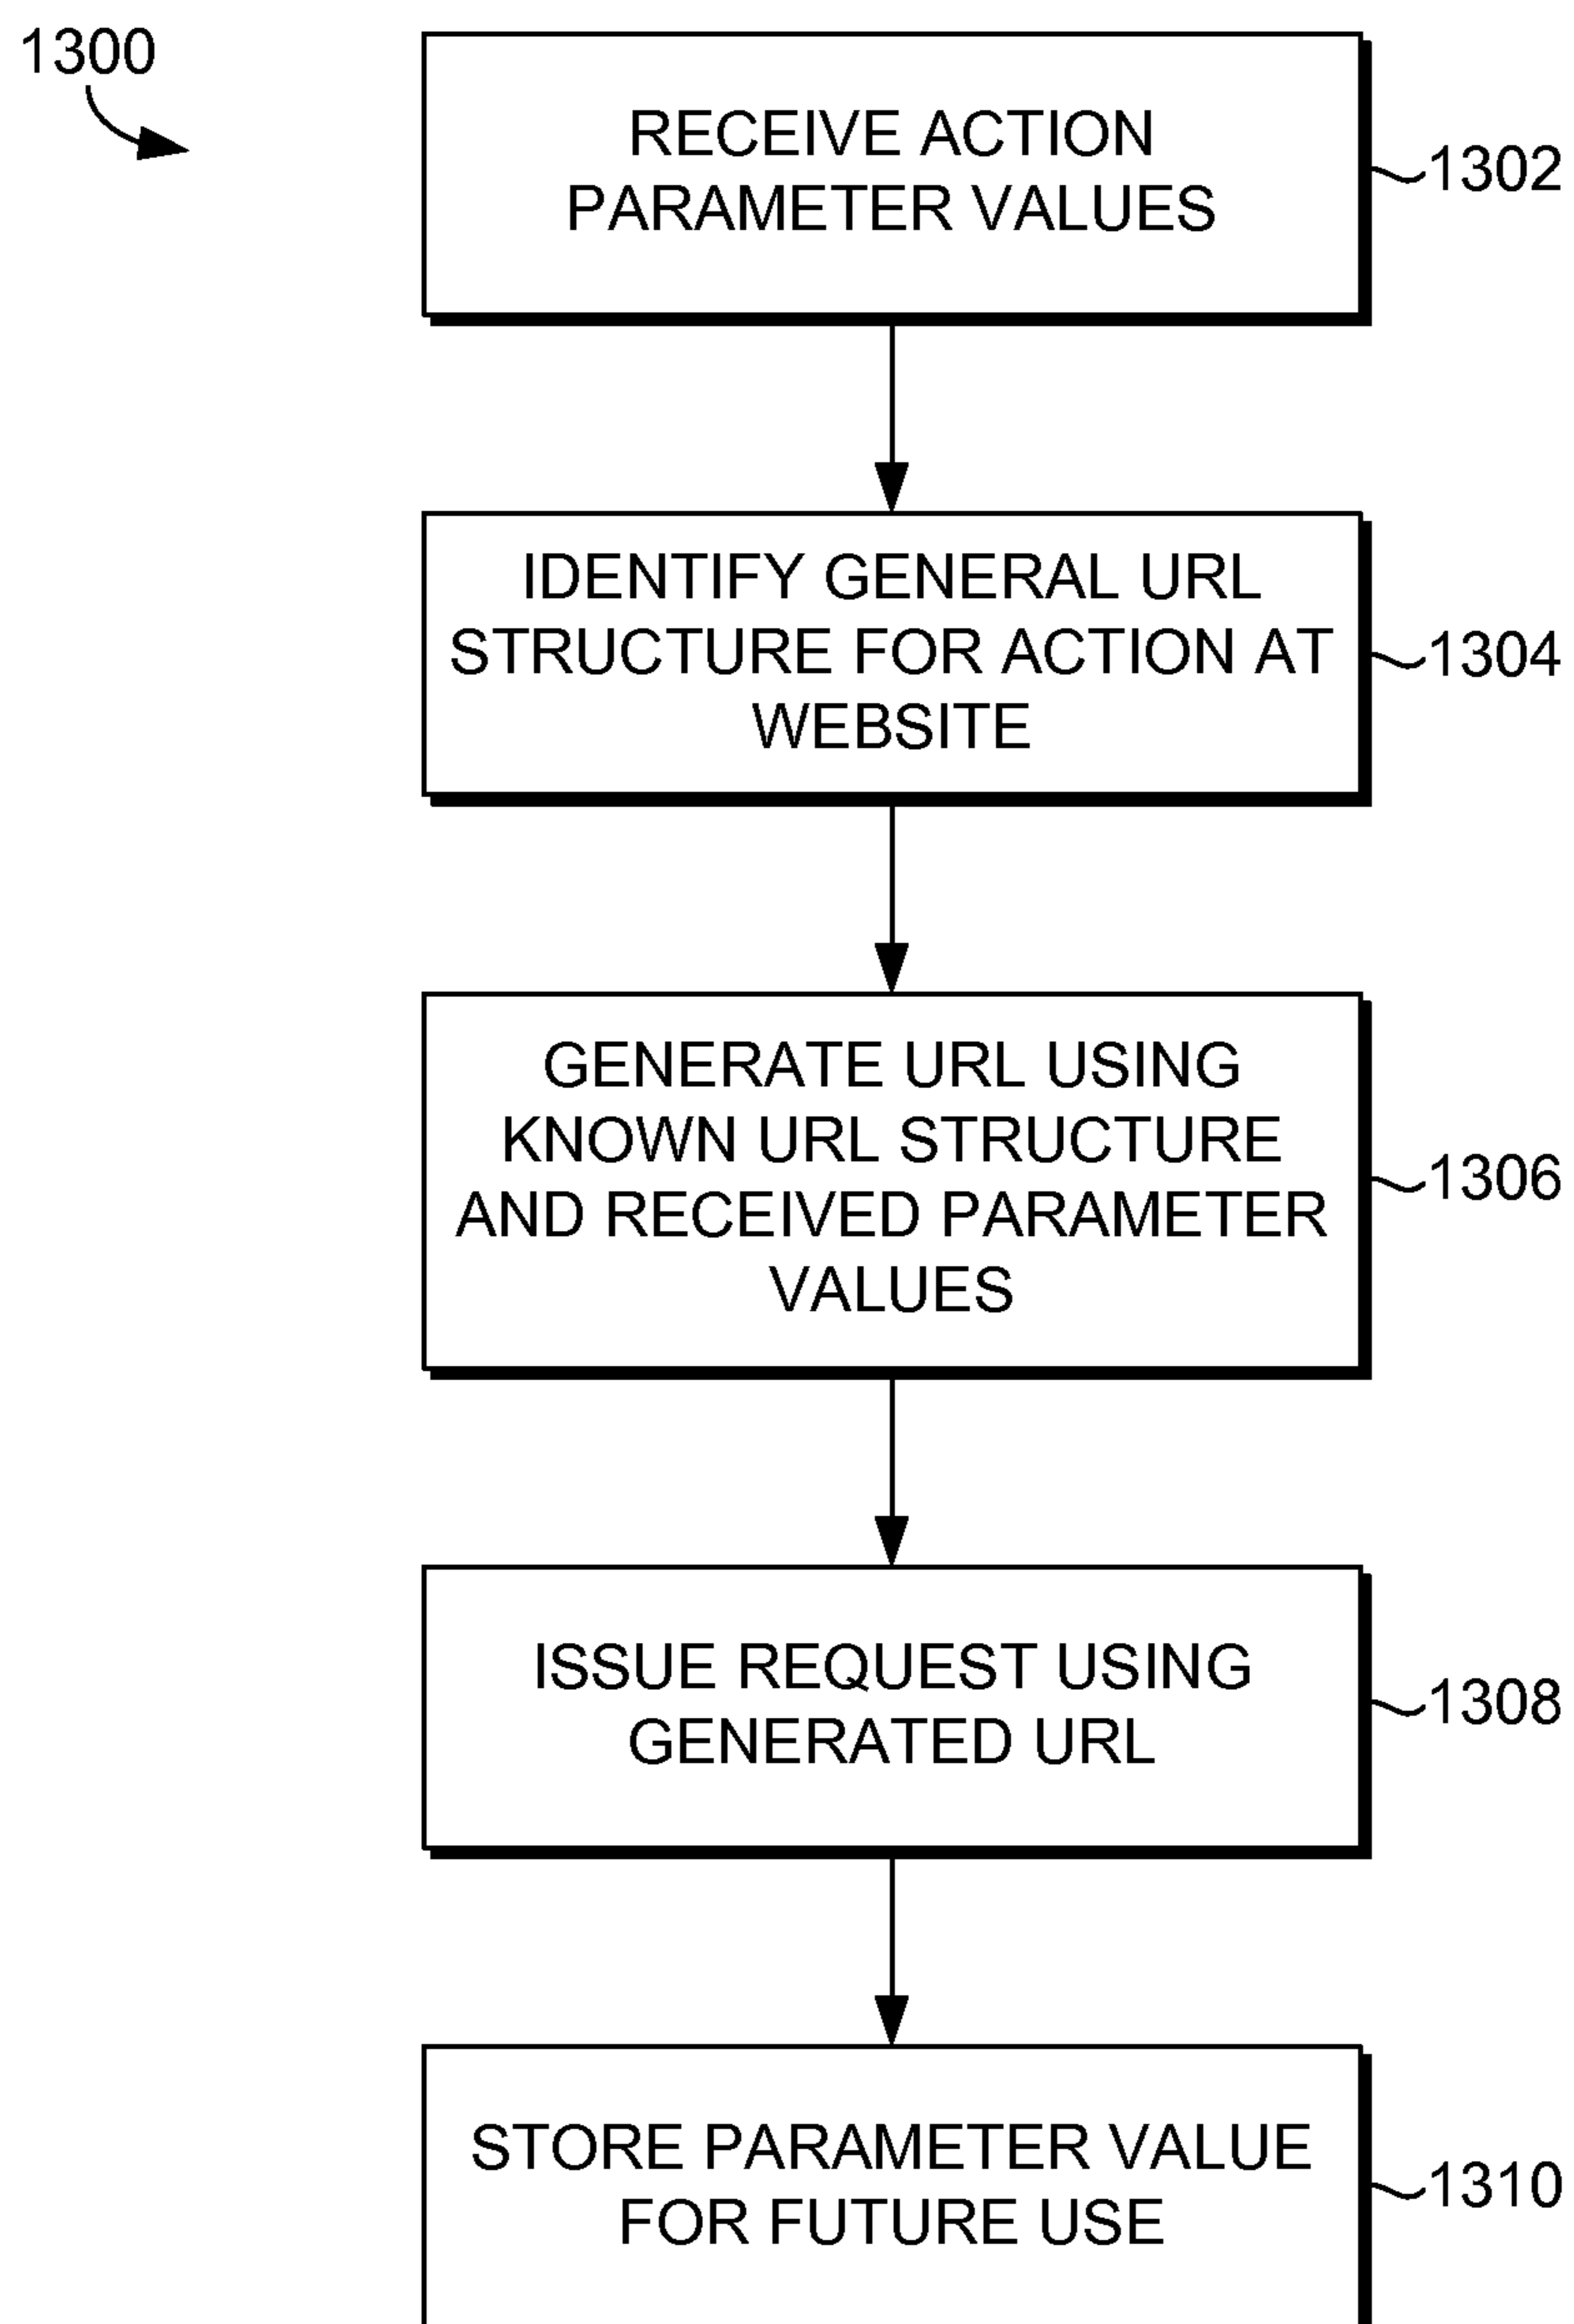 1300
RECEIVE ACTION
PARAMETER VALUES
1302
IDENTIFY GENERAL URL
STRUCTURE FOR ACTION AT
WEBSITE
1304
GENERATE URL USING
KNOWN URL STRUCTURE
AND RECEIVED PARAMETER
VALUES
1306
ISSUE REQUEST USING
GENERATED URL
1308
STORE PARAMETER VALUE
FOR FUTURE USE
1310